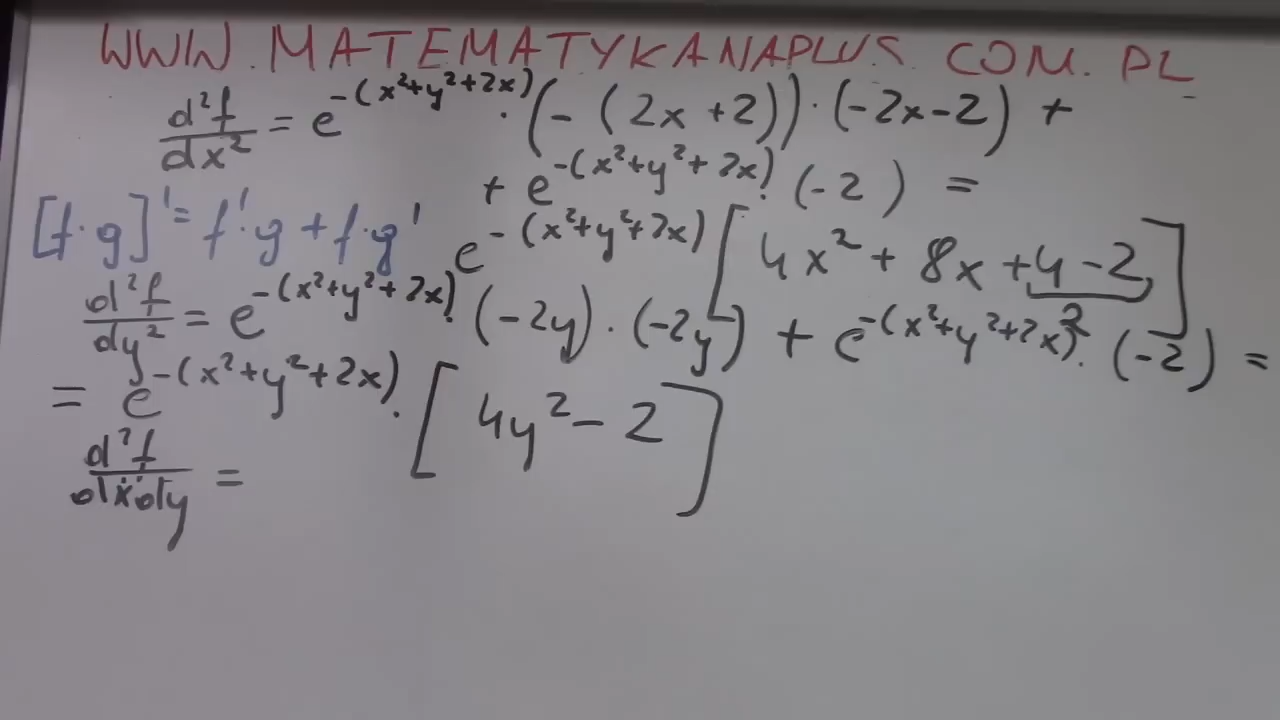 WWW.MATEMATYKANAPLUS.COM.PL
d²f/dx² = e^-(x²+y²+2x) · (-(2x+2)) · (-2x-2) +
+ e^-(x²+y²+2x) · (-2) =
[f·g]' = f'·g + f·g' e^-(x²+y²+2x) [4x² + 8x + 4 - 2]
2
d²f/dy² = e^-(x²+y²+2x) · (-2y) · (-2y) + e^-(x²+y²+2x) · (-2) =
= e^-(x²+y²+2x) · [4y² - 2]
d²f/dxdy =